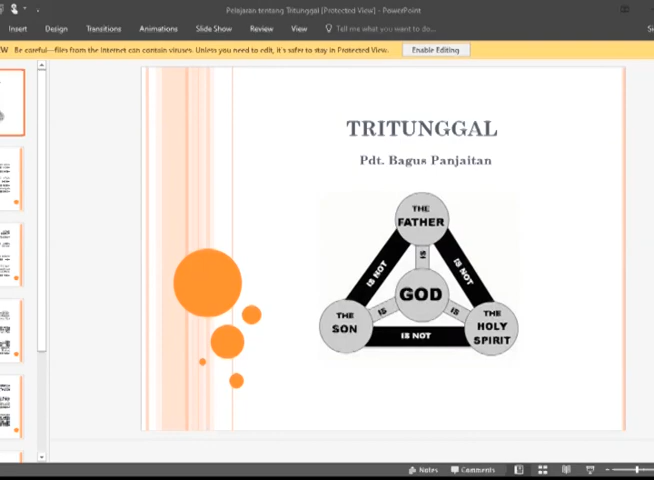 Pelajaran tentang Tritunggal [Protected View] - PowerPoint
Insert Design Transitions Animations Slide Show Review View Tell me what you want to do...
Be careful—files from the Internet can contain viruses. Unless you need to edit, it's safer to stay in Protected View. Enable Editing
TRITUNGGAL
Pdt. Bagus Panjaitan
THE
FATHER
IS NOT
IS
IS NOT
GOD
THE
SON
IS
IS
THE
HOLY
SPIRIT
IS NOT
Notes Comments